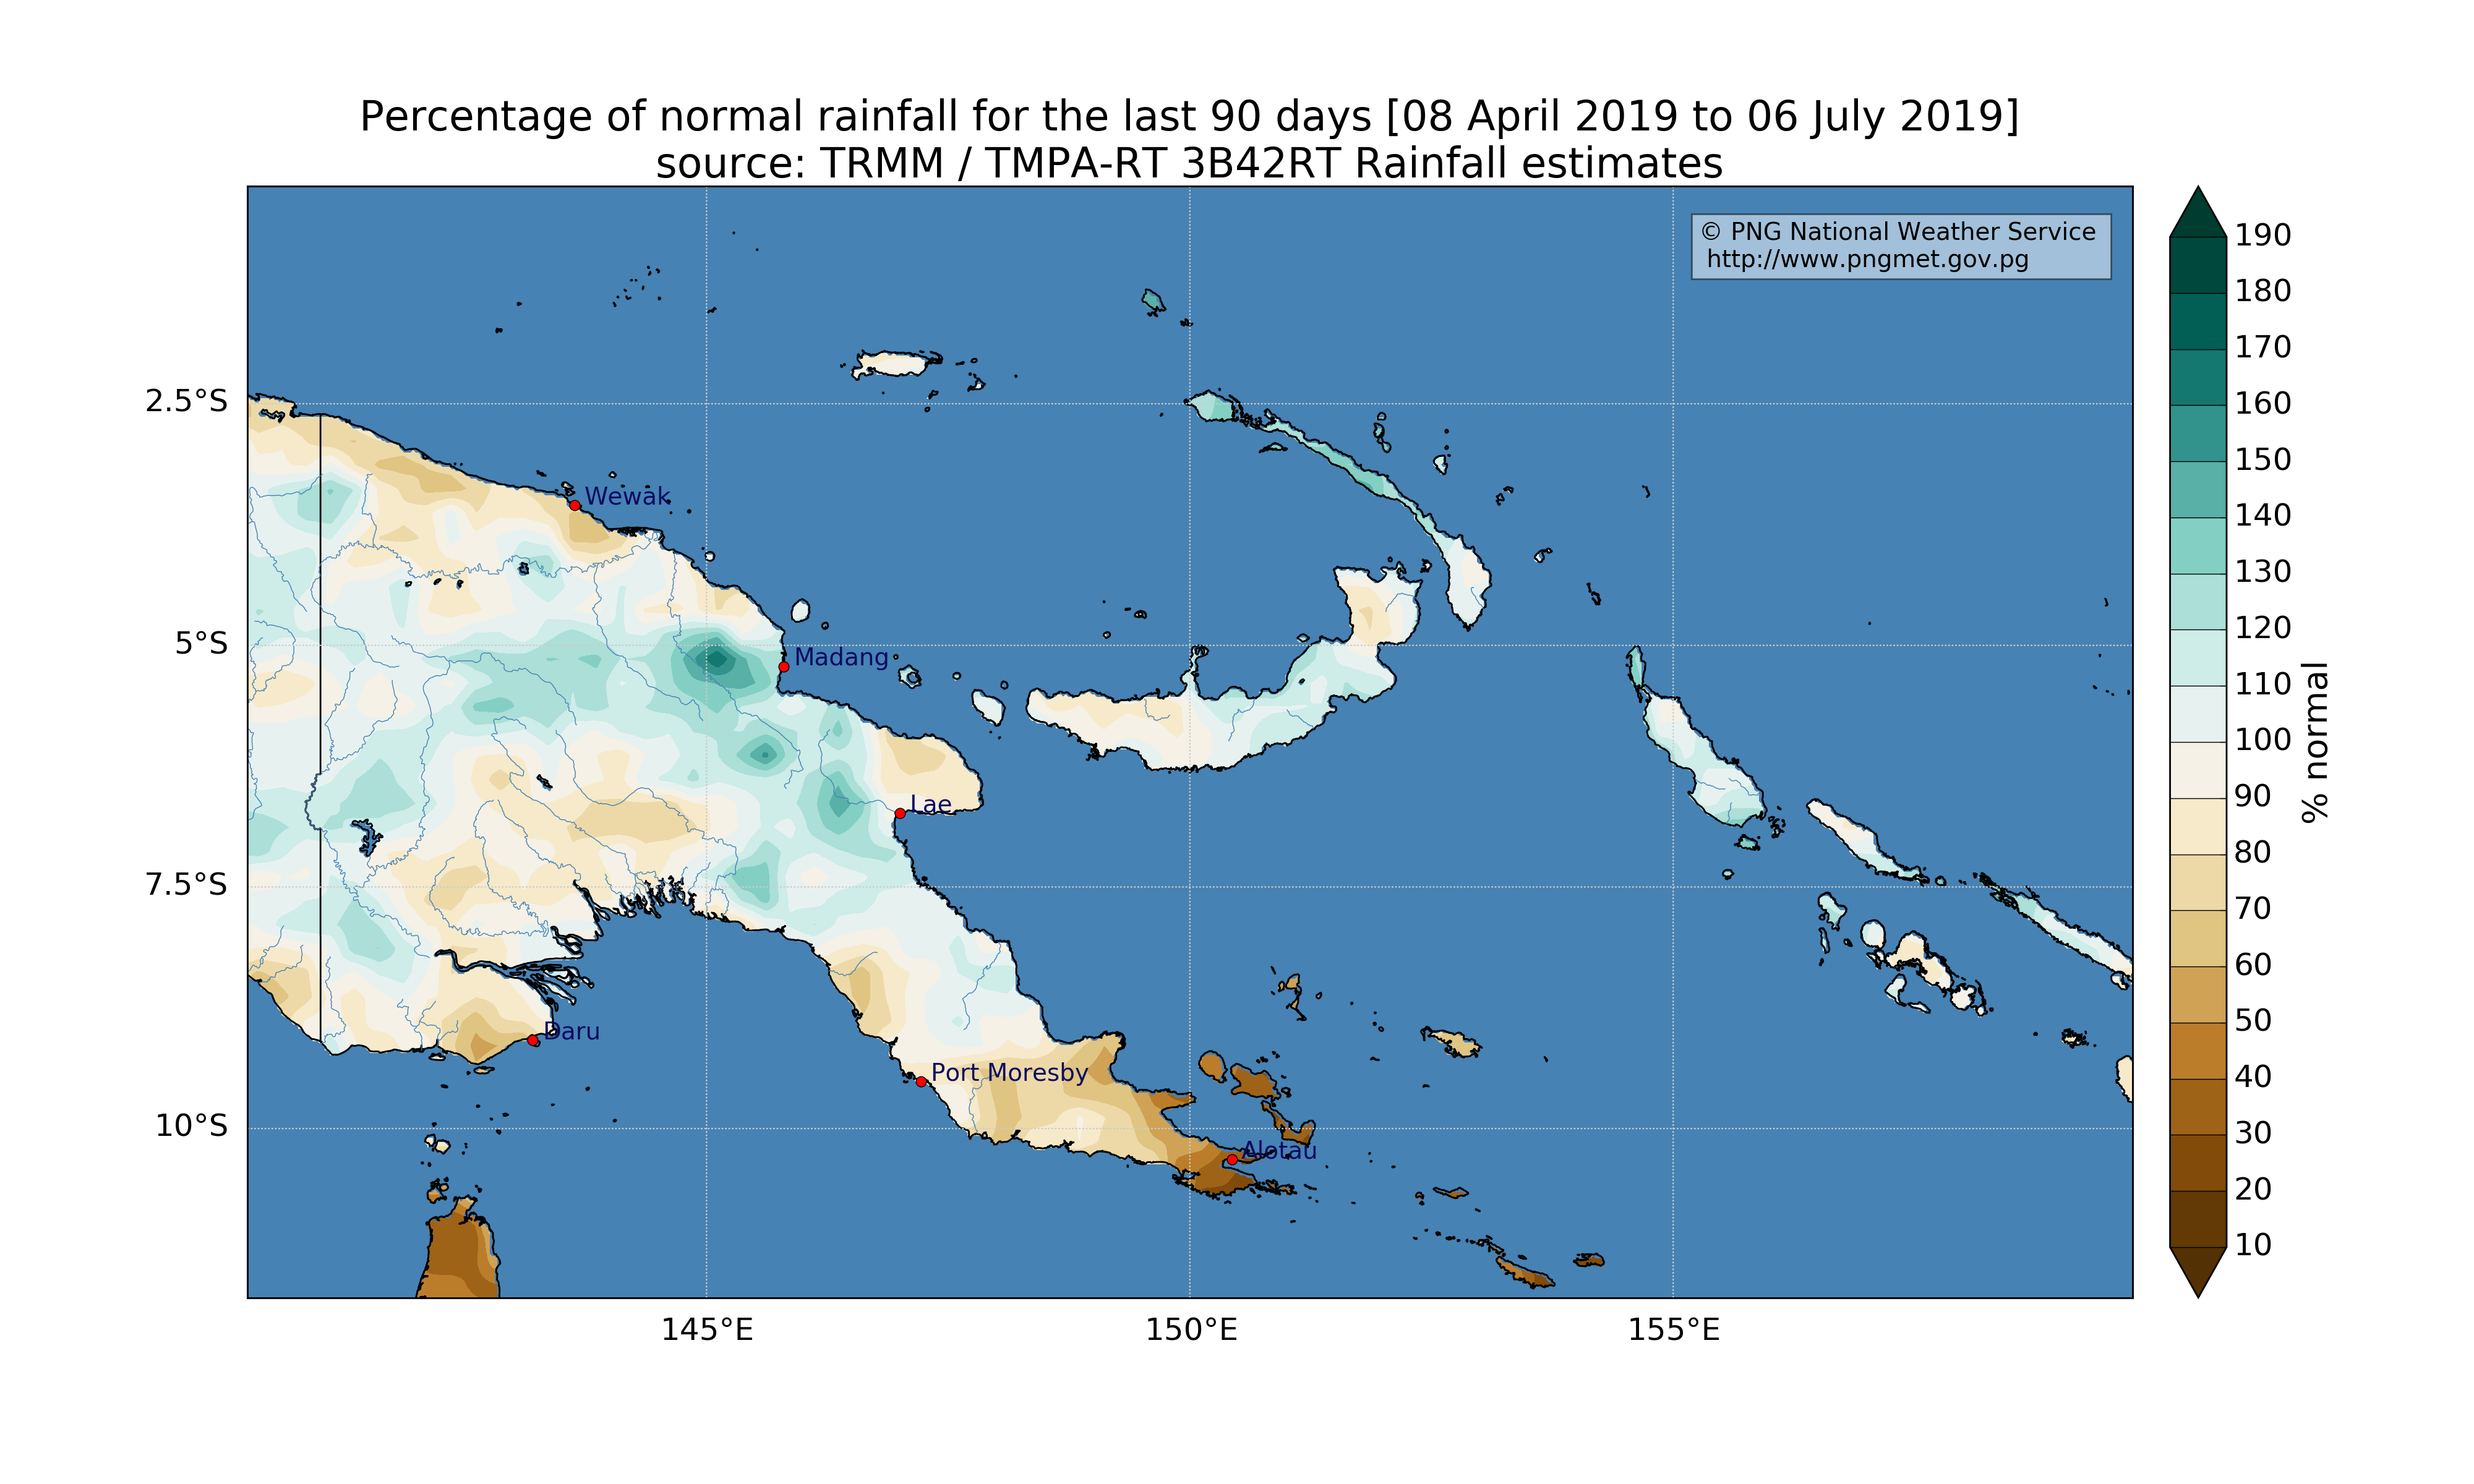 Percentage of normal rainfall for the last 90 days [08 April 2019 to 06 July 2019]
source: TRMM / TMPA-RT 3B42RT Rainfall estimates
© PNG National Weather Service
http://www.pngmet.gov.pg
2.5°S
5°S
7.5°S
10°S
Wewak
Madang
Lae
Daru
Port Moresby
Alotau
145°E
150°E
155°E
190
180
170
160
150
140
130
120
110
100
90
80
70
60
50
40
30
20
10
% normal